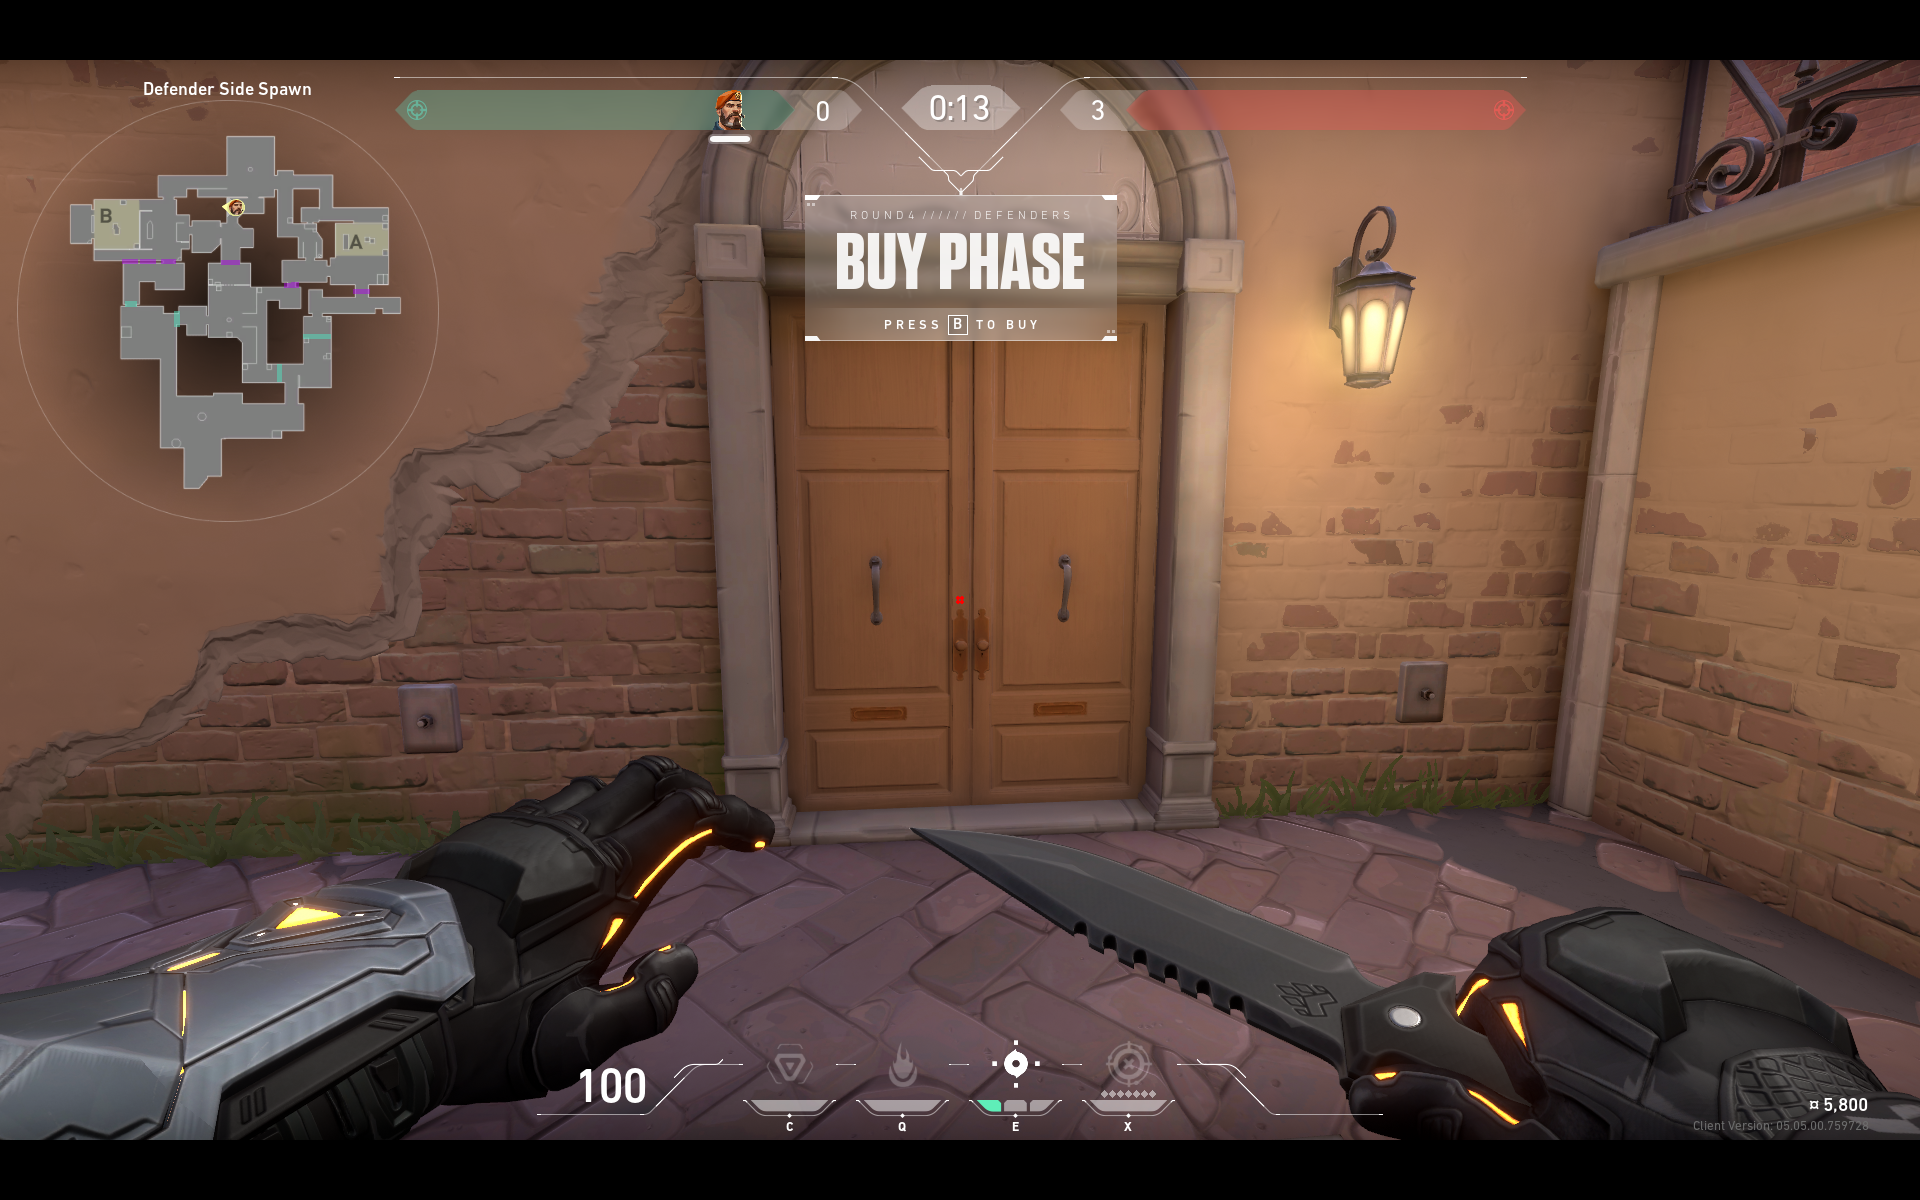 Defender Side Spawn
0
0:13
3
B
A
ROUND 4 ////// DEFENDERS
BUY PHASE
PRESS B TO BUY
100
C
Q
E
X
¤ 5,800
Client Version: 05.05.00.759728